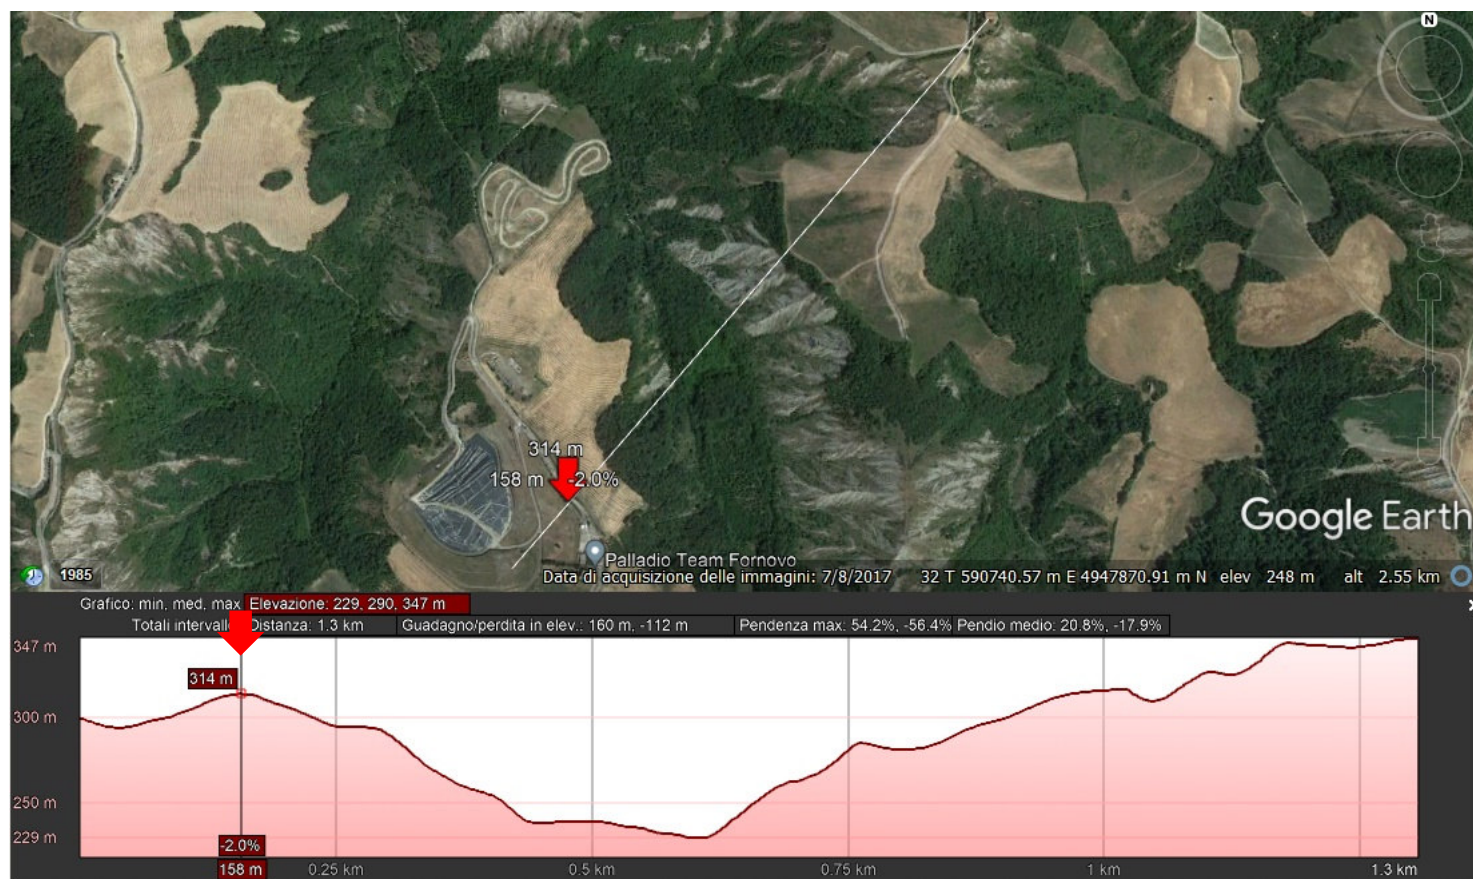 N
314 m
158 m -2.0%
Google Earth
Palladio Team Fornovo
1985
Data di acquisizione delle immagini: 7/8/2017 32 T 590740.57 m E 4947870.91 m N elev 248 m alt 2.55 km
Grafico: min, med, max Elevazione: 229, 290, 347 m
Totali intervallo Distanza: 1.3 km Guadagno/perdita in elev.: 160 m, -112 m Pendenza max: 54.2%, -56.4% Pendio medio: 20.8%, -17.9%
347 m
314 m
300 m
250 m
229 m
-2.0%
158 m 0.25 km 0.5 km 0.75 km 1 km 1.3 km